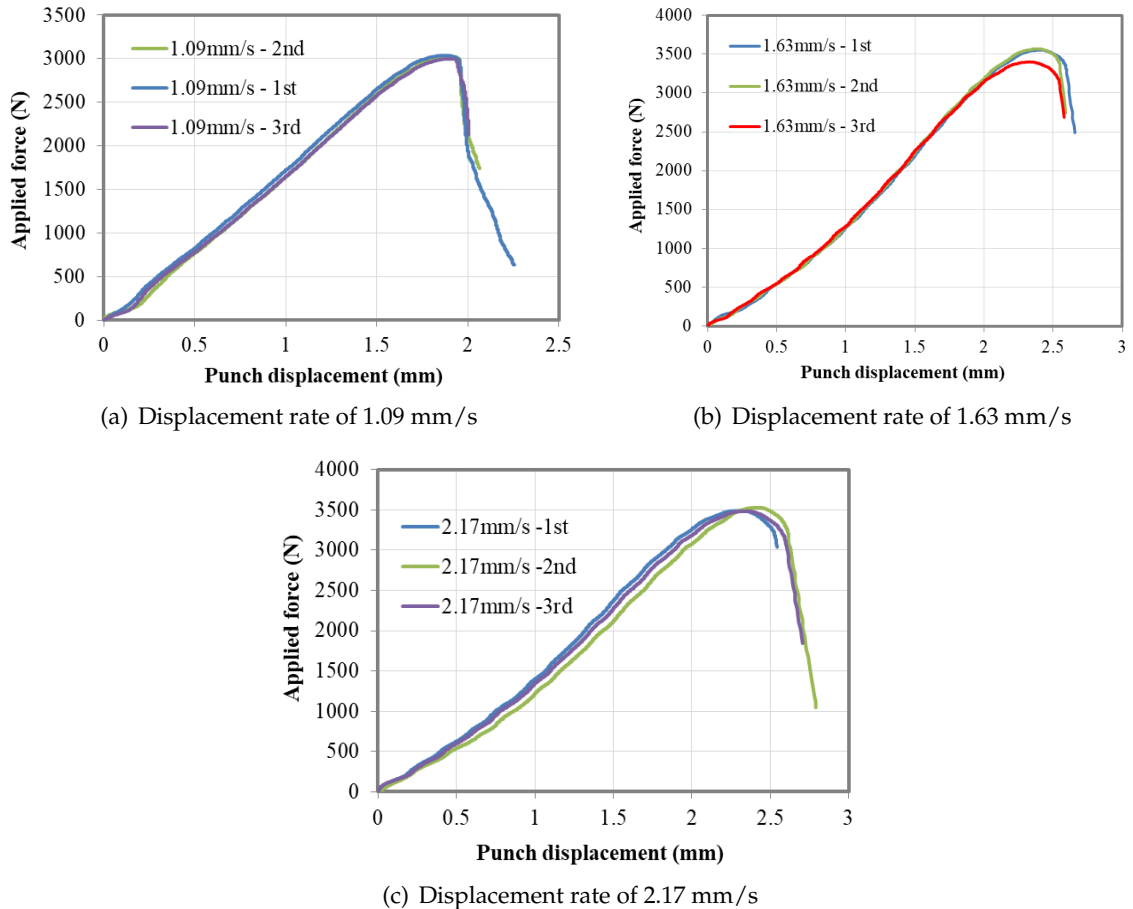 3500
3000
2500
2000
1500
1000
500
0
Applied force (N)
1.09mm/s - 2nd
1.09mm/s - 1st
1.09mm/s - 3rd
0 0.5 1 1.5 2 2.5
Punch displacement (mm)
(a) Displacement rate of 1.09 mm/s
4000
3500
3000
2500
2000
1500
1000
500
0
Applied force (N)
1.63mm/s - 1st
1.63mm/s - 2nd
1.63mm/s - 3rd
0 0.5 1 1.5 2 2.5 3
Punch displacement (mm)
(b) Displacement rate of 1.63 mm/s
4000
3500
3000
2500
2000
1500
1000
500
0
Applied force (N)
2.17mm/s -1st
2.17mm/s -2nd
2.17mm/s -3rd
0 0.5 1 1.5 2 2.5 3
Punch displacement (mm)
(c) Displacement rate of 2.17 mm/s